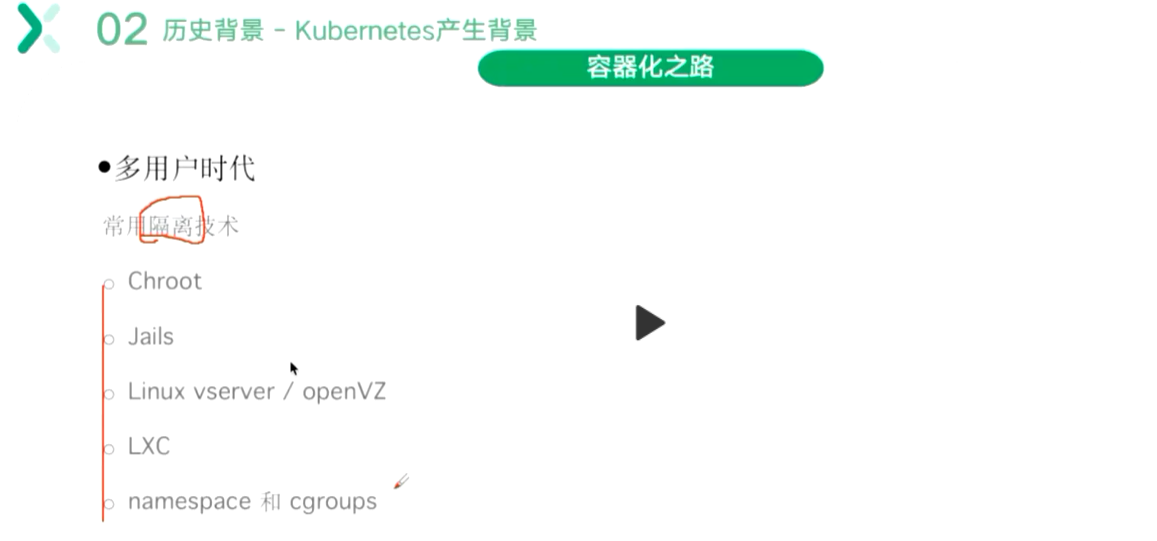 02 历史背景 - Kubernetes产生背景
容器化之路
多用户时代
常用隔离技术
Chroot
Jails
Linux vserver / openVZ
LXC
namespace 和 cgroups